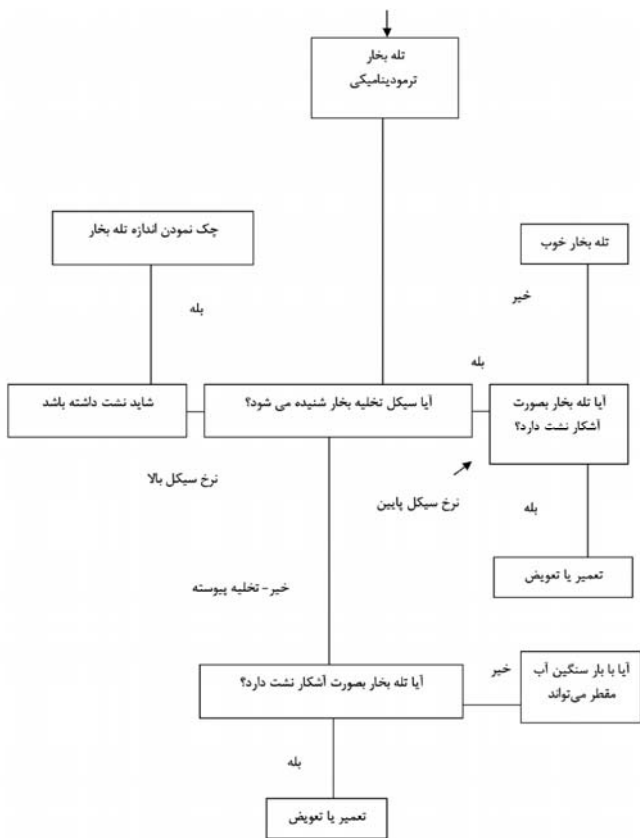 تله بخار
ترمودینامیکی
چک نمودن اندازه تله بخار
تله بخار خوب
بله
خیر
بله
شاید نشت داشته باشد
آیا سیکل تخلیه بخار شنیده می شود؟
آیا تله بخار بصورت
آشکار نشت دارد؟
نرخ سیکل بالا
نرخ سیکل پایین
بله
تعمیر یا تعویض
خیر - تخلیه پیوسته
آیا تله بخار بصورت آشکار نشت دارد؟
خیر
آیا با بار سنگین آب
مقطر می‌تواند
بله
تعمیر یا تعویض